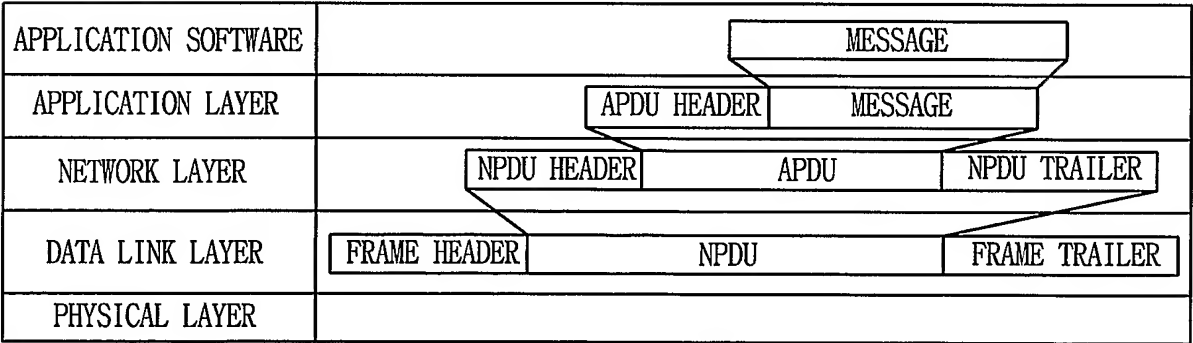 APPLICATION SOFTWARE MESSAGE
APPLICATION LAYER APDU HEADER MESSAGE
NETWORK LAYER NPDU HEADER APDU NPDU TRAILER
DATA LINK LAYER FRAME HEADER NPDU FRAME TRAILER
PHYSICAL LAYER